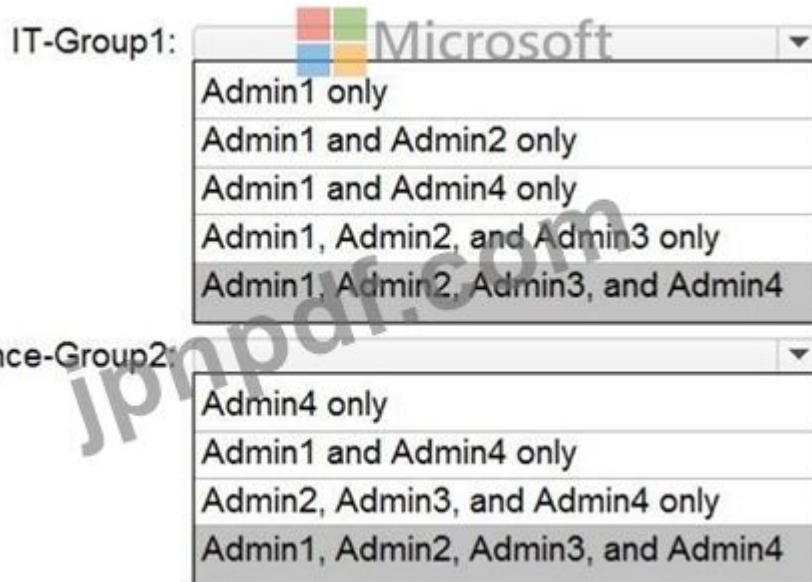 IT-Group1:
Microsoft
Admin1 only
Admin1 and Admin2 only
Admin1 and Admin4 only
Admin1, Admin2, and Admin3 only
Admin1, Admin2, Admin3, and Admin4
nce-Group2:
Admin4 only
Admin1 and Admin4 only
Admin2, Admin3, and Admin4 only
Admin1, Admin2, Admin3, and Admin4
jpnpdf.com